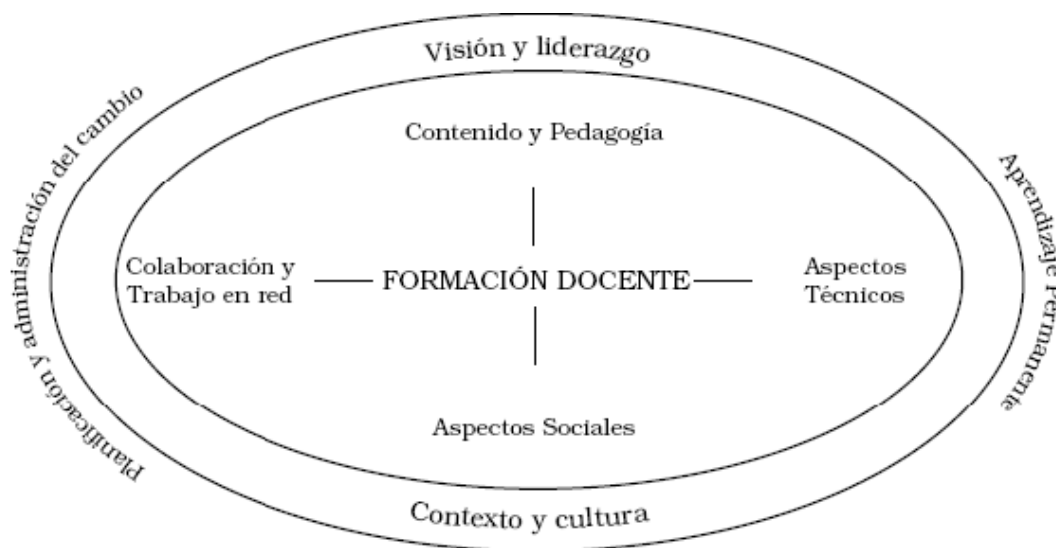 Visión y liderazgo
Contenido y Pedagogía
Planificación y administración del cambio
Colaboración y
Trabajo en red
FORMACIÓN DOCENTE
Aspectos
Técnicos
Aprendizaje Permanente
Aspectos Sociales
Contexto y cultura